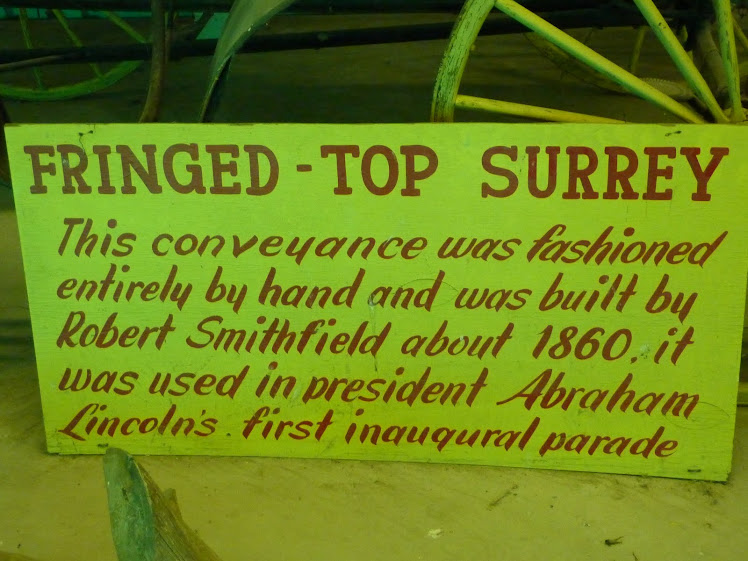 FRINGED-TOP SURREY
This conveyance was fashioned
entirely by hand and was built by
Robert Smithfield about 1860, it
was used in president Abraham
Lincoln's first inaugural parade